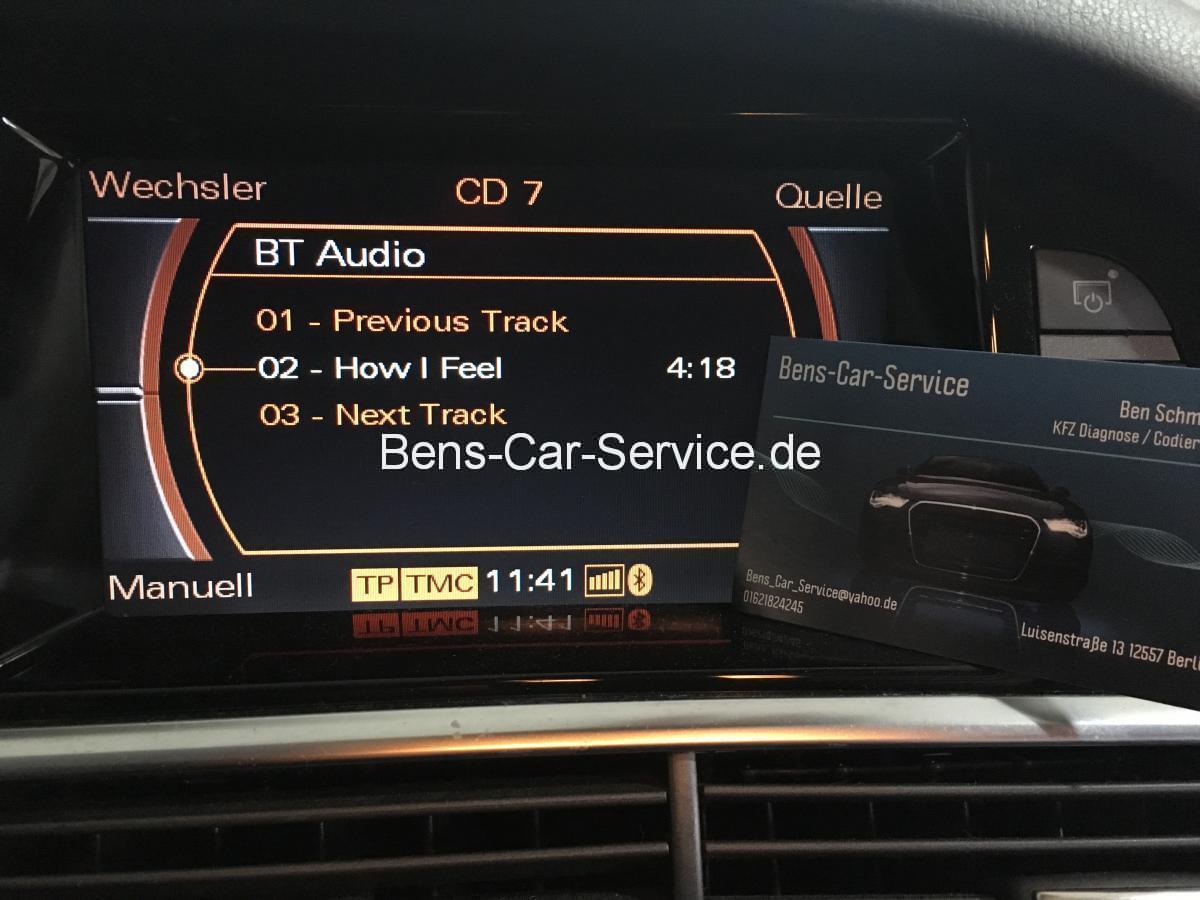 Wechsler CD 7 Quelle
BT Audio
01 - Previous Track
02 - How I Feel 4:18
03 - Next Track
Bens-Car-Service.de
Manuell TP TMC 11:41
Bens-Car-Service
Ben
KFZ Diagnose /
Bens_Car_Service@yahoo.de
01621824245
Luisenstraße 13 12557